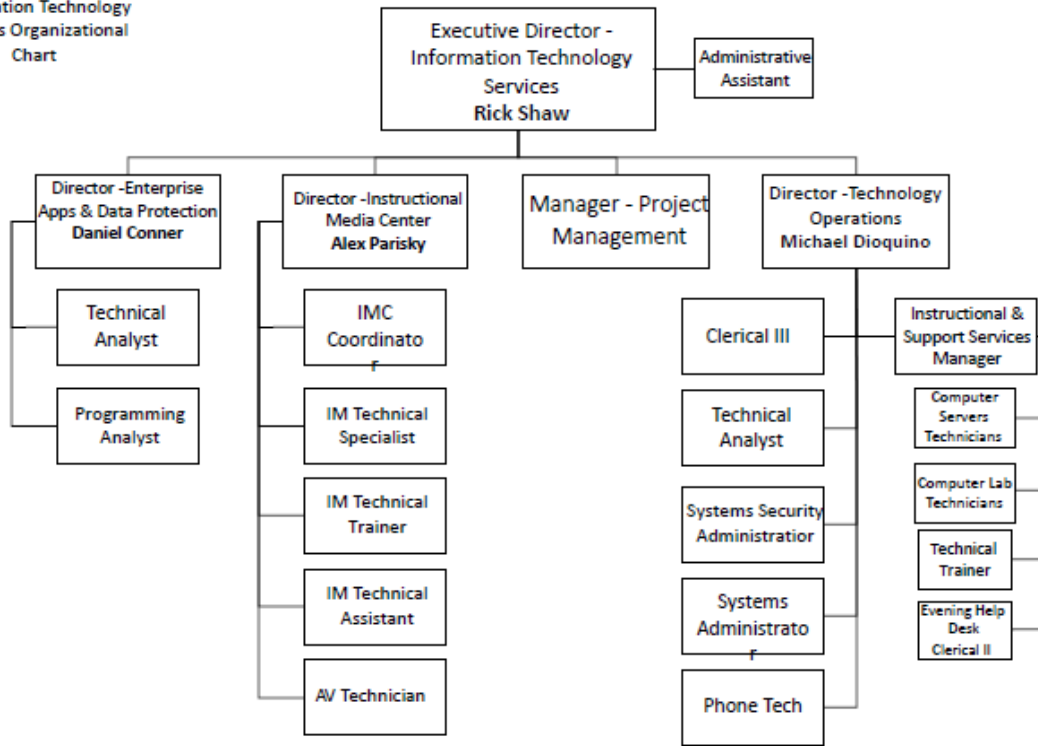 ation Technology
s Organizational
Chart
Executive Director -
Information Technology
Services
Rick Shaw
Administrative
Assistant
Director -Enterprise
Apps & Data Protection
Daniel Conner
Director -Instructional
Media Center
Alex Parisky
Manager - Project
Management
Director -Technology
Operations
Michael Dioquino
Technical
Analyst
Programming
Analyst
IMC
Coordinato
r
IM Technical
Specialist
IM Technical
Trainer
IM Technical
Assistant
AV Technician
Clerical III
Technical
Analyst
Systems Security
Administratior
Systems
Administrato
r
Phone Tech
Instructional &
Support Services
Manager
Computer
Servers
Technicians
Computer Lab
Technicians
Technical
Trainer
Evening Help
Desk
Clerical II